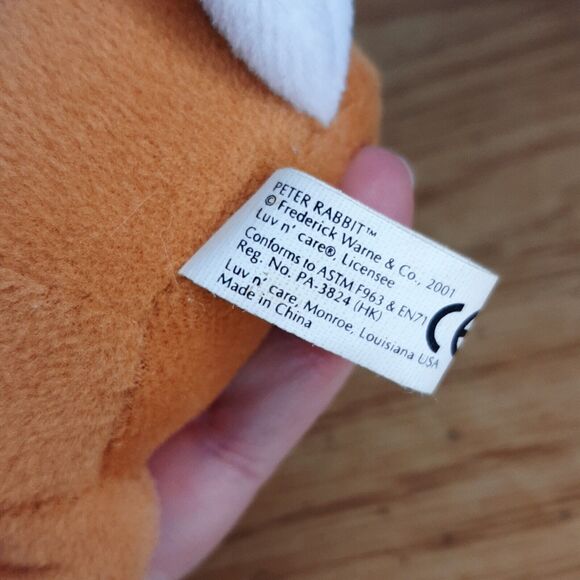 PETER RABBIT™
© Frederick Warne & Co., 2001
Luv n' care®, Licensee
Conforms to ASTM F963 & EN71
Reg. No. PA-3824 (HK)
Luv n' care, Monroe, Louisiana USA
Made in China
CE